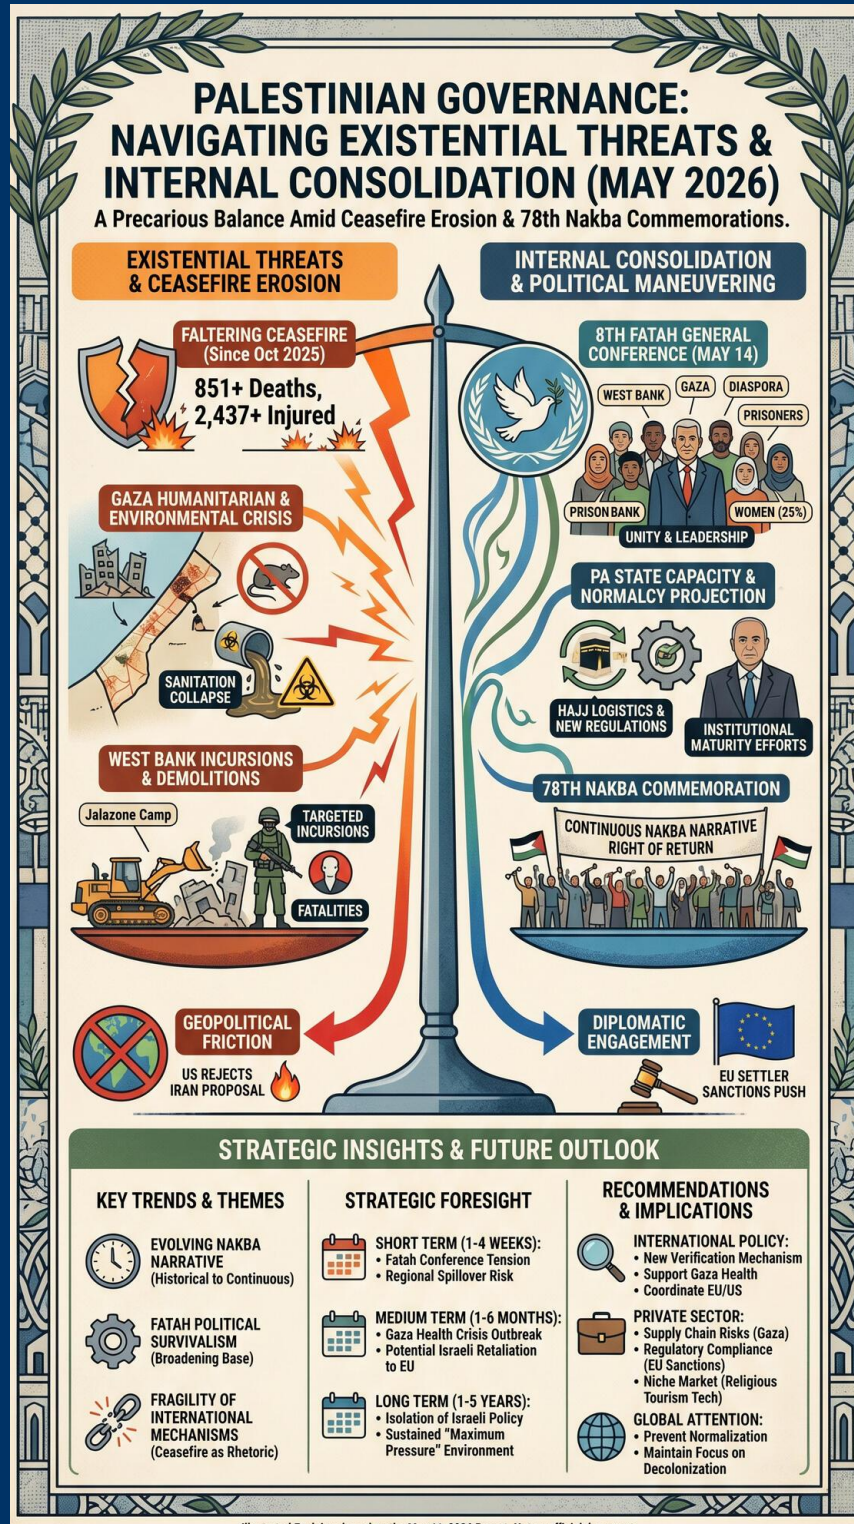 PALESTINIAN GOVERNANCE:
NAVIGATING EXISTENTIAL THREATS &
INTERNAL CONSOLIDATION (MAY 2026)
A Precarious Balance Amid Ceasefire Erosion & 78th Nakba Commemorations.
EXISTENTIAL THREATS
& CEASEFIRE EROSION
FALTERING CEASEFIRE
(Since Oct 2025)
851+ Deaths,
2,437+ Injured
GAZA HUMANITARIAN &
ENVIRONMENTAL CRISIS
SANITATION
COLLAPSE
WEST BANK INCURSIONS
& DEMOLITIONS
Jalazone Camp
TARGETED
INCURSIONS
FATALITIES
GEOPOLITICAL
FRICTION
US REJECTS
IRAN PROPOSAL
INTERNAL CONSOLIDATION
& POLITICAL MANEUVERING
8TH FATAH GENERAL
CONFERENCE (MAY 14)
WEST BANK
GAZA
DIASPORA
PRISONERS
PRISON BANK
WOMEN (25%)
UNITY & LEADERSHIP
PA STATE CAPACITY &
NORMALCY PROJECTION
HAJJ LOGISTICS &
NEW REGULATIONS
INSTITUTIONAL
MATURITY EFFORTS
78TH NAKBA COMMEMORATION
CONTINUOUS NAKBA NARRATIVE
RIGHT OF RETURN
DIPLOMATIC
ENGAGEMENT
EU SETTLER
SANCTIONS PUSH
STRATEGIC INSIGHTS & FUTURE OUTLOOK
KEY TRENDS & THEMES
EVOLVING NAKBA
NARRATIVE
(Historical to Continuous)
FATAH POLITICAL
SURVIVALISM
(Broadening Base)
FRAGILITY OF
INTERNATIONAL
MECHANISMS
(Ceasefire as Rhetoric)
STRATEGIC FORESIGHT
SHORT TERM (1-4 WEEKS):
• Fatah Conference Tension
• Regional Spillover Risk
MEDIUM TERM (1-6 MONTHS):
• Gaza Health Crisis Outbreak
• Potential Israeli Retaliation
to EU
LONG TERM (1-5 YEARS):
• Isolation of Israeli Policy
• Sustained "Maximum
Pressure" Environment
RECOMMENDATIONS
& IMPLICATIONS
INTERNATIONAL POLICY:
• New Verification Mechanism
• Support Gaza Health
• Coordinate EU/US
PRIVATE SECTOR:
• Supply Chain Risks (Gaza)
• Regulatory Compliance
(EU Sanctions)
• Niche Market (Religious
Tourism Tech)
GLOBAL ATTENTION:
• Prevent Normalization
• Maintain Focus on
Decolonization